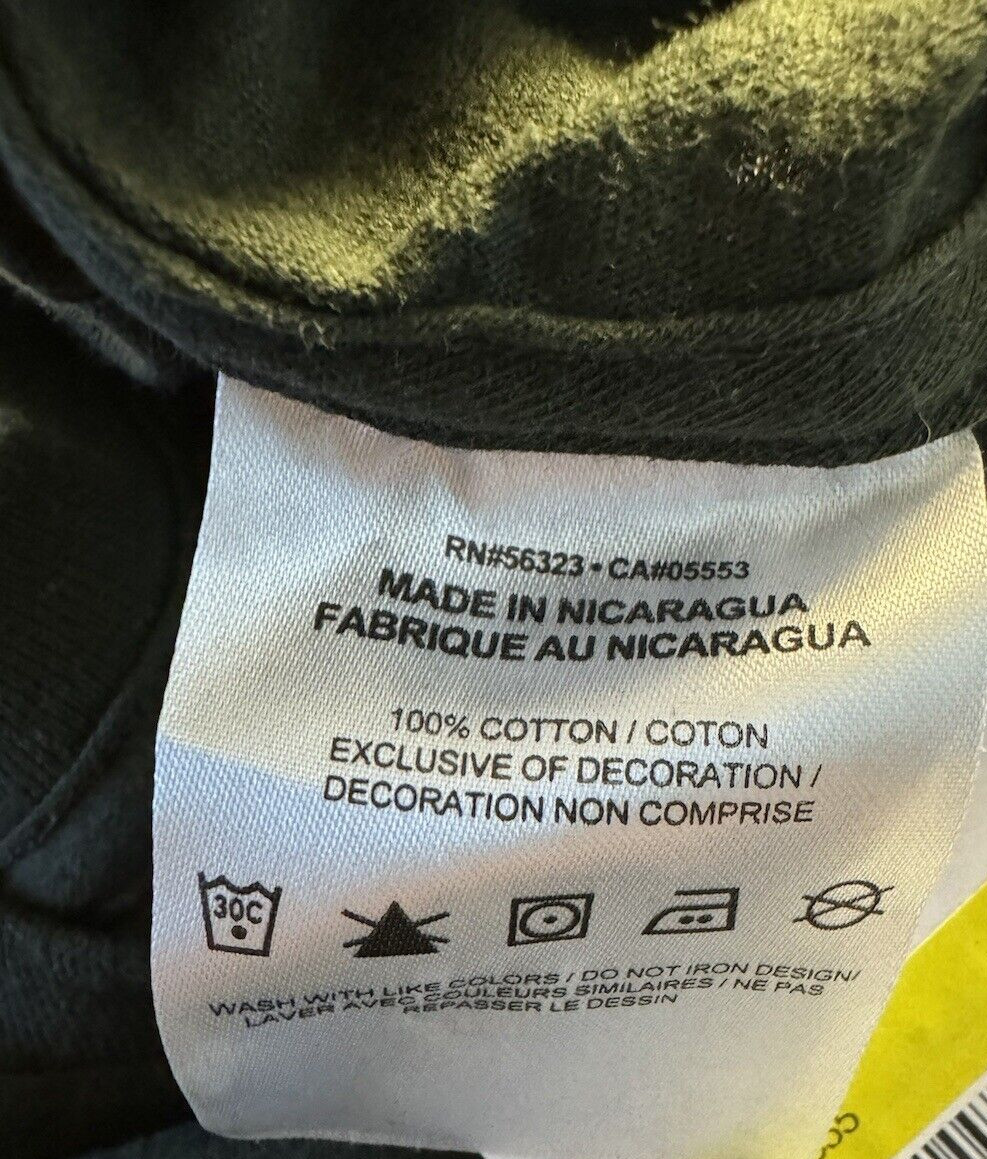 RN#56323 • CA#05553
MADE IN NICARAGUA
FABRIQUE AU NICARAGUA
100% COTTON / COTON
EXCLUSIVE OF DECORATION /
DECORATION NON COMPRISE
30C
WASH WITH LIKE COLORS / DO NOT IRON DESIGN/
LAVER AVEC COULEURS SIMILAIRES / NE PAS
REPASSER LE DESSIN